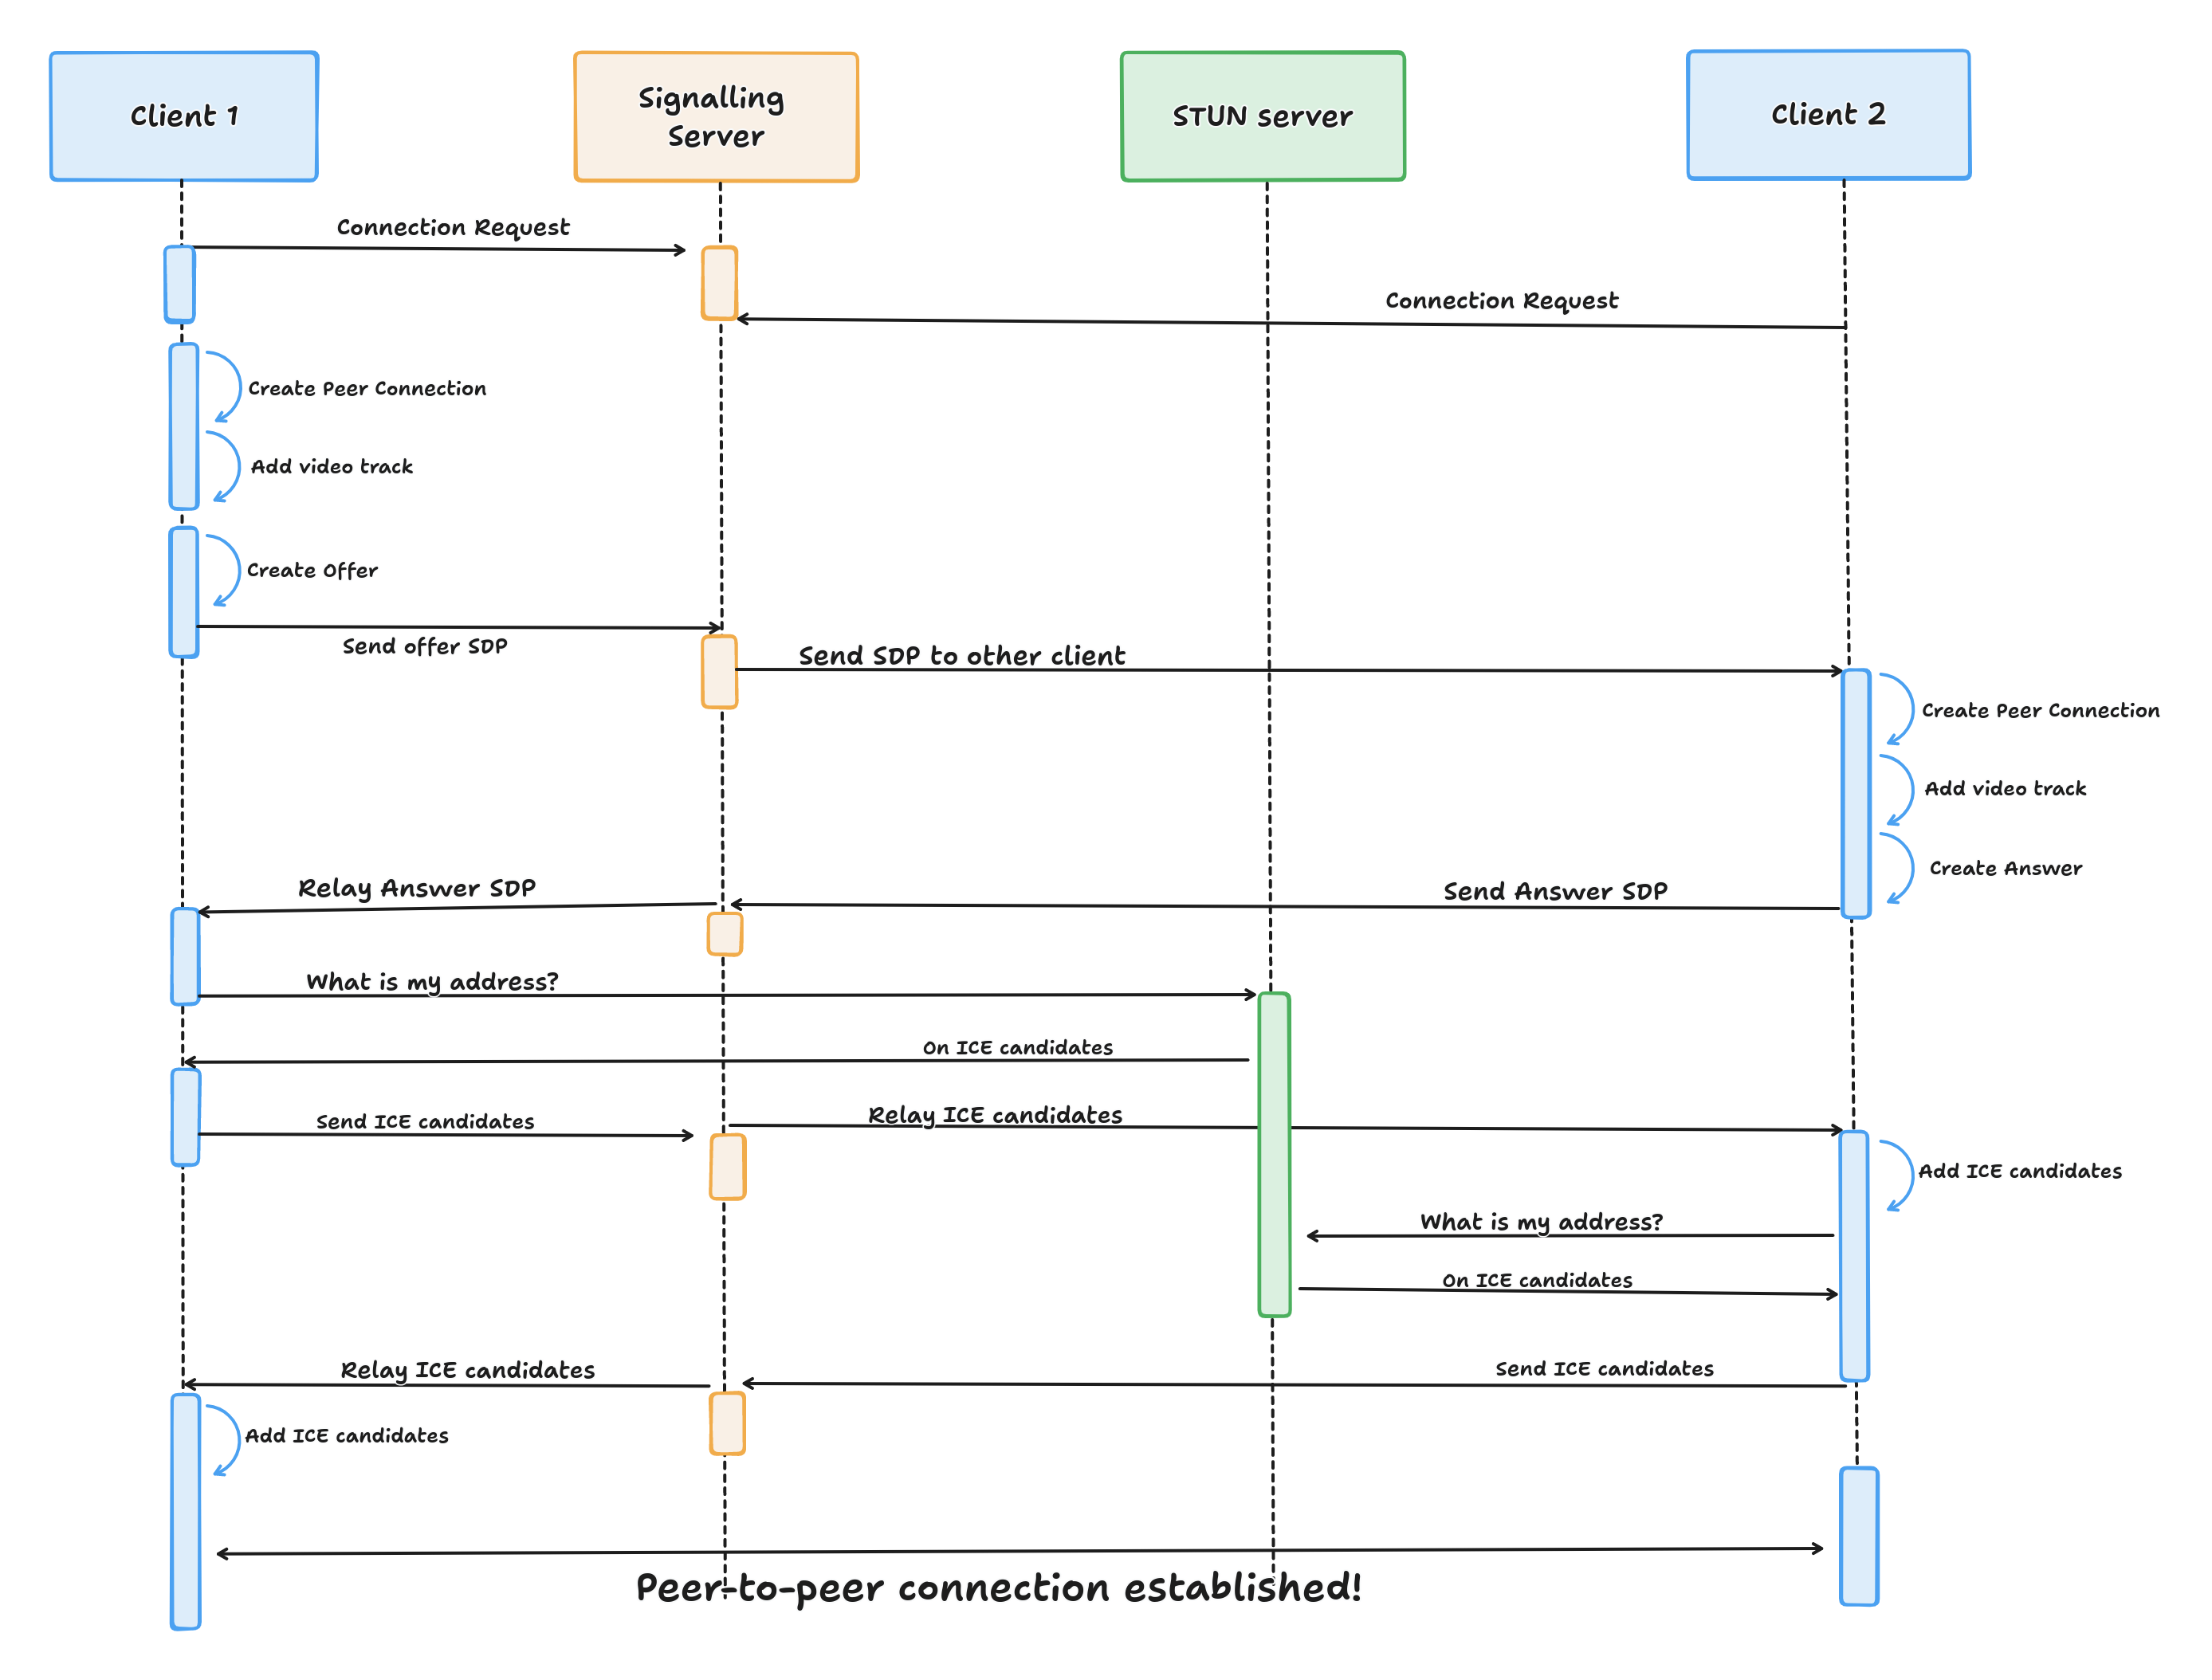 Client 1
Signalling
Server
STUN server
Client 2
Connection Request
Connection Request
Create Peer Connection
Add video track
Create Offer
Send offer SDP
Send SDP to other client
Create Peer Connection
Add video track
Create Answer
Relay Answer SDP
Send Answer SDP
What is my address?
On ICE candidates
Send ICE candidates
Relay ICE candidates
Add ICE candidates
What is my address?
On ICE candidates
Relay ICE candidates
Send ICE candidates
Add ICE candidates
Peer-to-peer connection established!